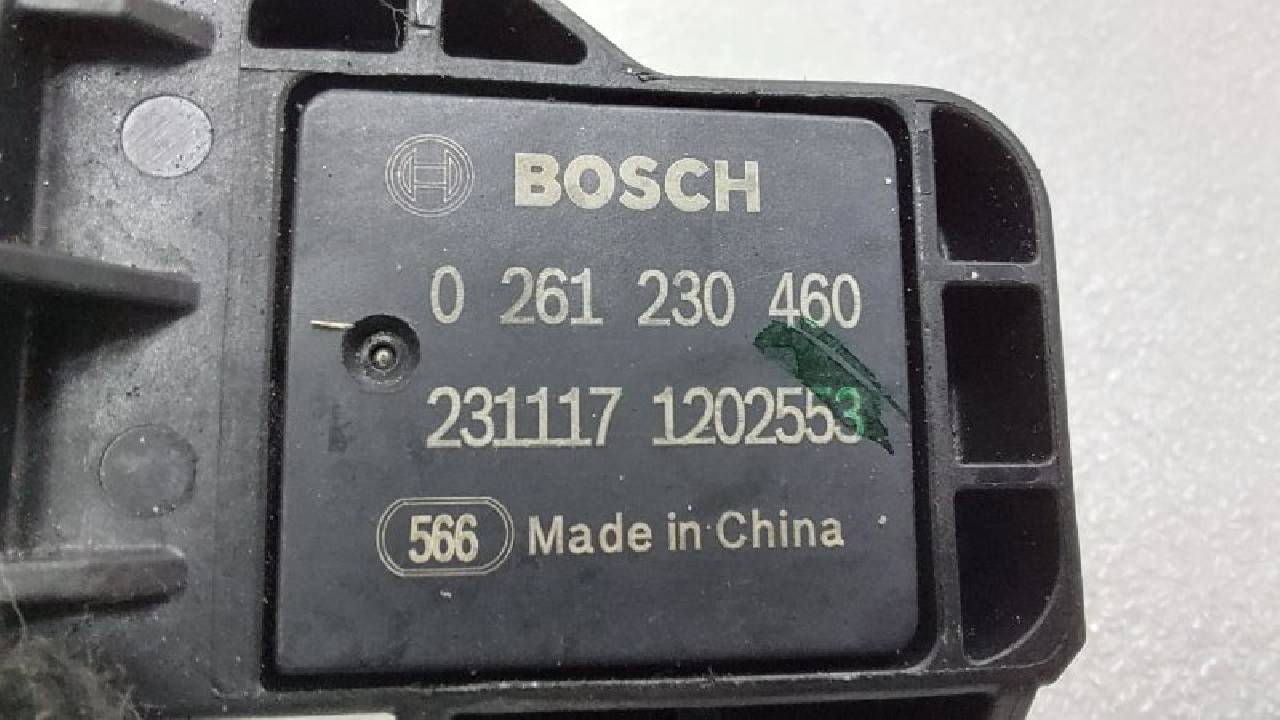 BOSCH
0 261 230 460
231117 1202553
566 Made in China